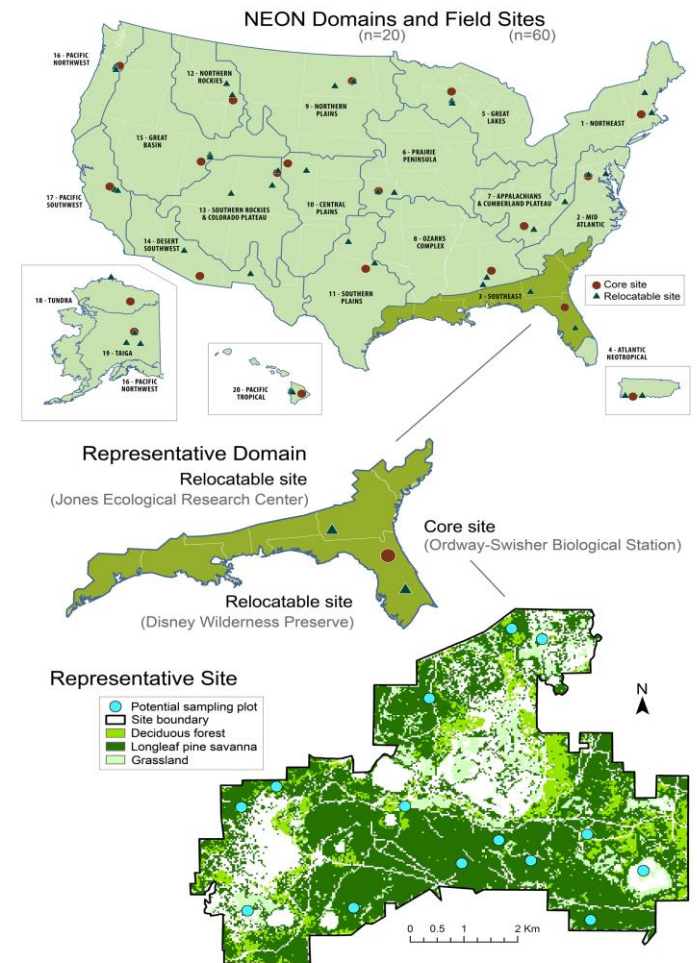 NEON Domains and Field Sites
(n=20) (n=60)
16 - PACIFIC
NORTHWEST
12 - NORTHERN
ROCKIES
9 - NORTHERN
PLAINS
5 - GREAT
LAKES
1 - NORTHEAST
15 - GREAT
BASIN
6 - PRAIRIE
PENINSULA
17 - PACIFIC
SOUTHWEST
13 - SOUTHERN ROCKIES
& COLORADO PLATEAU
10 - CENTRAL
PLAINS
7 - APPALACHIANS
& CUMBERLAND PLATEAU
2 - MID
ATLANTIC
14 - DESERT
SOUTHWEST
8 - OZARKS
COMPLEX
11 - SOUTHERN
PLAINS
3 - SOUTHEAST
Core site
Relocatable site
18 - TUNDRA
19 - TAIGA
16 - PACIFIC
NORTHWEST
20 - PACIFIC
TROPICAL
4 - ATLANTIC
NEOTROPICAL
Representative Domain
Relocatable site
(Jones Ecological Research Center)
Core site
(Ordway-Swisher Biological Station)
Relocatable site
(Disney Wilderness Preserve)
Representative Site
Potential sampling plot
Site boundary
Deciduous forest
Longleaf pine savanna
Grassland
N
0 0.5 1 2 Km